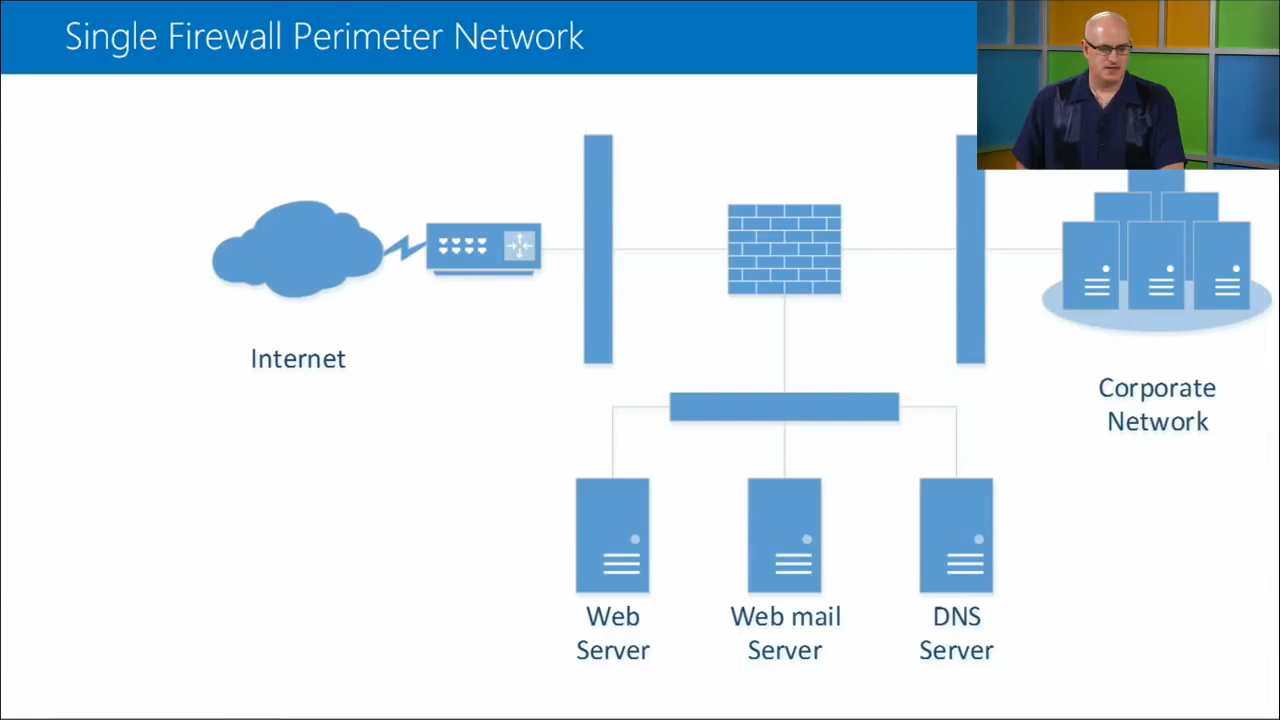 Single Firewall Perimeter Network
Internet
Corporate
Network
Web
Server
Web mail
Server
DNS
Server